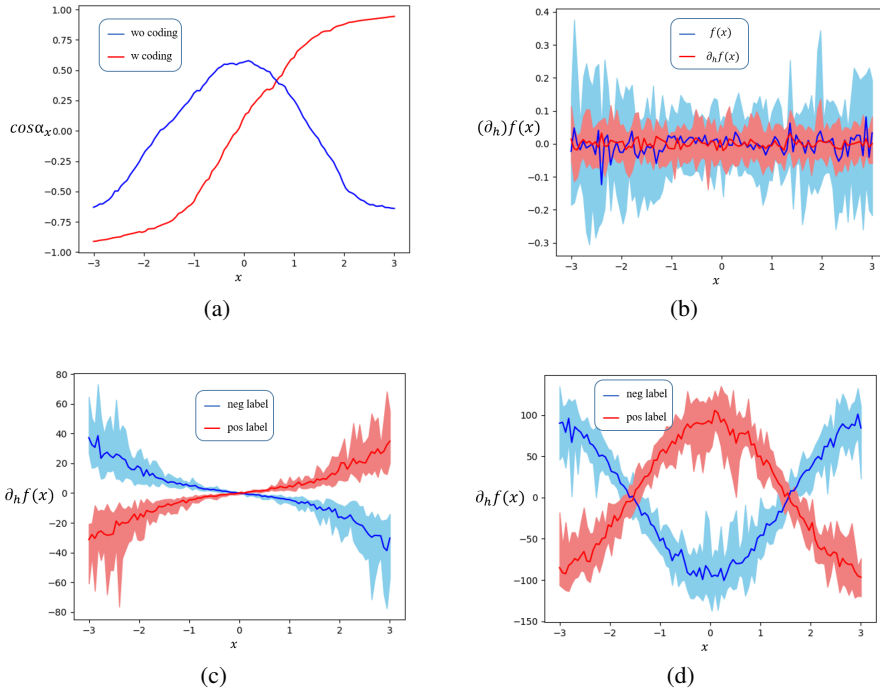 1.00
0.75
0.50
0.25
0.00
−0.25
−0.50
−0.75
−1.00
cosα_x
wo coding
w coding
−3 −2 −1 0 1 2 3
x
(a)
0.4
0.3
0.2
0.1
0.0
−0.1
−0.2
−0.3
(∂_h)f(x)
f(x)
∂_h f(x)
−3 −2 −1 0 1 2 3
x
(b)
80
60
40
20
0
−20
−40
−60
−80
∂_h f(x)
neg label
pos label
−3 −2 −1 0 1 2 3
x
(c)
100
50
0
−50
−100
−150
∂_h f(x)
neg label
pos label
−3 −2 −1 0 1 2 3
x
(d)